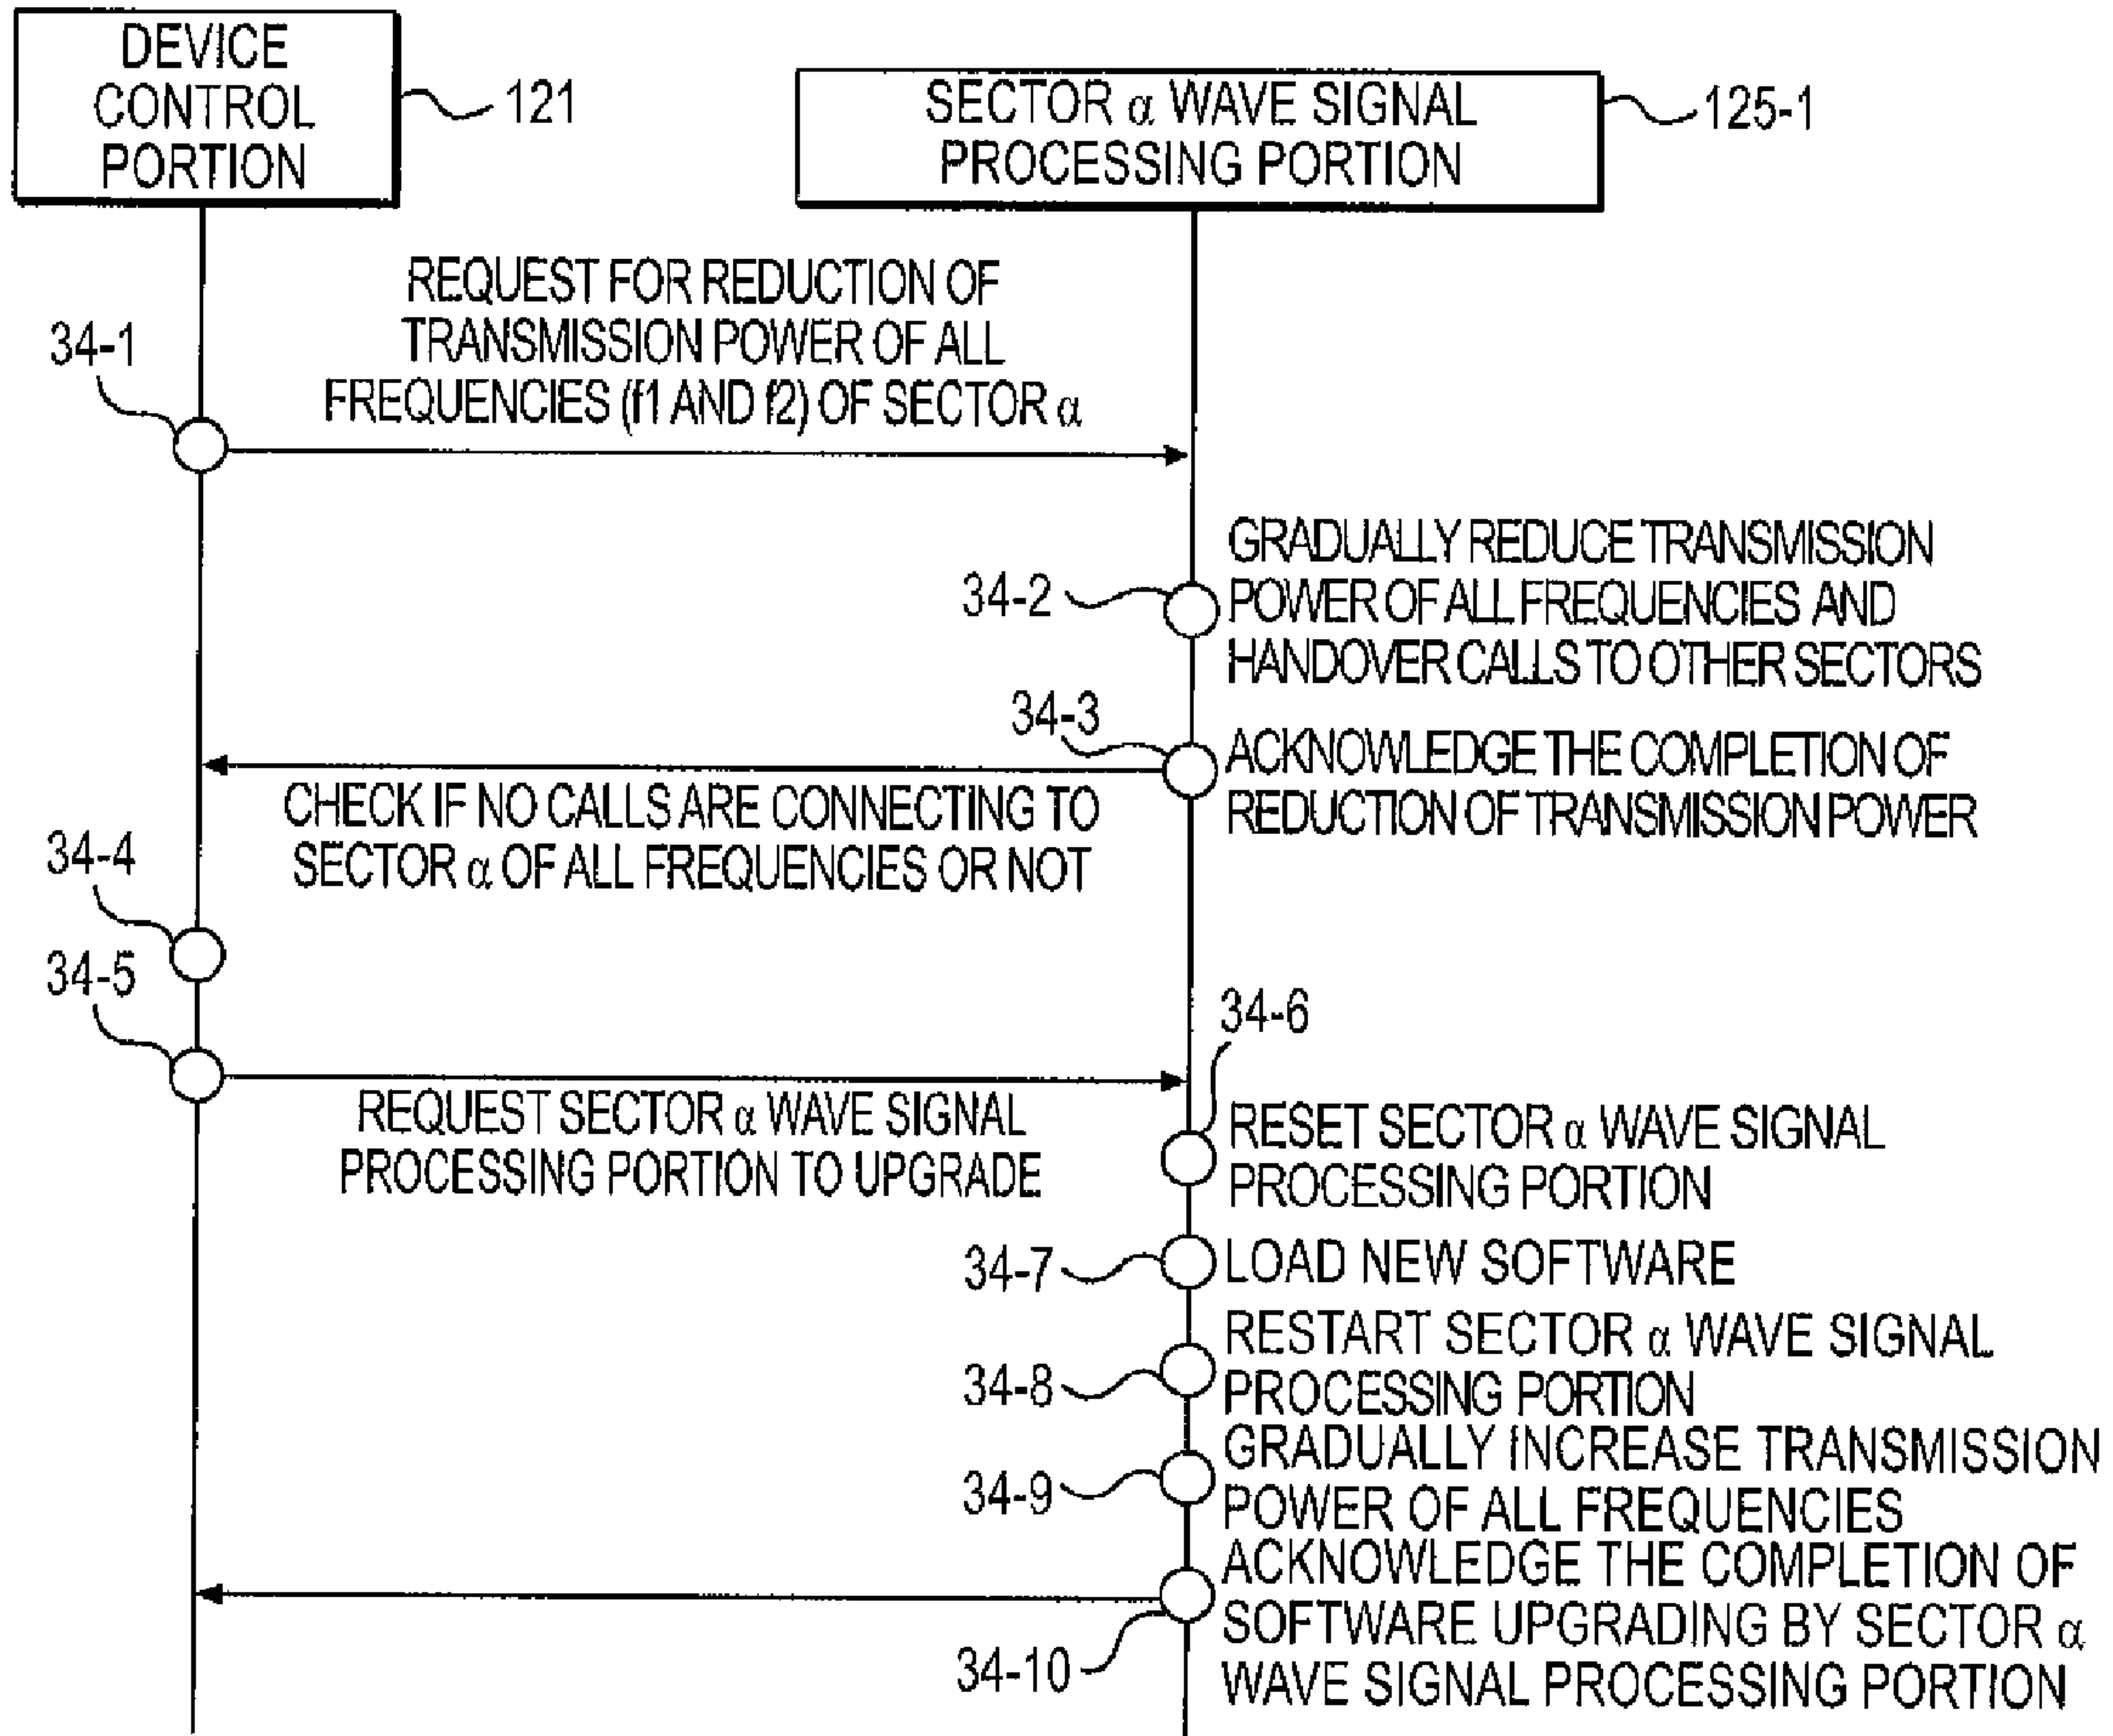 DEVICE
CONTROL
PORTION
121
SECTOR α WAVE SIGNAL
PROCESSING PORTION
125-1
REQUEST FOR REDUCTION OF
TRANSMISSION POWER OF ALL
FREQUENCIES (f1 AND f2) OF SECTOR α
34-1
34-2
GRADUALLY REDUCE TRANSMISSION
POWER OF ALL FREQUENCIES AND
HANDOVER CALLS TO OTHER SECTORS
34-3
ACKNOWLEDGE THE COMPLETION OF
REDUCTION OF TRANSMISSION POWER
CHECK IF NO CALLS ARE CONNECTING TO
SECTOR α OF ALL FREQUENCIES OR NOT
34-4
34-5
REQUEST SECTOR α WAVE SIGNAL
PROCESSING PORTION TO UPGRADE
34-6
RESET SECTOR α WAVE SIGNAL
PROCESSING PORTION
34-7
LOAD NEW SOFTWARE
34-8
RESTART SECTOR α WAVE SIGNAL
PROCESSING PORTION
34-9
GRADUALLY INCREASE TRANSMISSION
POWER OF ALL FREQUENCIES
34-10
ACKNOWLEDGE THE COMPLETION OF
SOFTWARE UPGRADING BY SECTOR α
WAVE SIGNAL PROCESSING PORTION